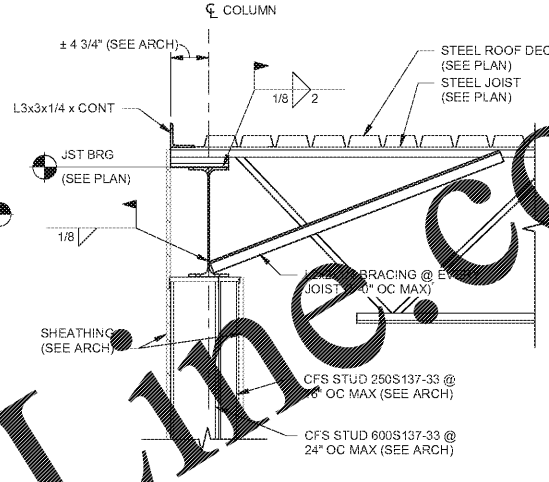 ℄ COLUMN
± 4 3/4" (SEE ARCH)
STEEL ROOF DEC
(SEE PLAN)
STEEL JOIST
(SEE PLAN)
1/8 2
L3x3x1/4 x CONT
JST BRG
(SEE PLAN)
1/8
BRACING @
JOIST OC MAX)
SHEATHING
(SEE ARCH)
CFS STUD 250S137-33 @
OC MAX (SEE ARCH)
CFS STUD 600S137-33 @
24" OC MAX (SEE ARCH)
Line.co